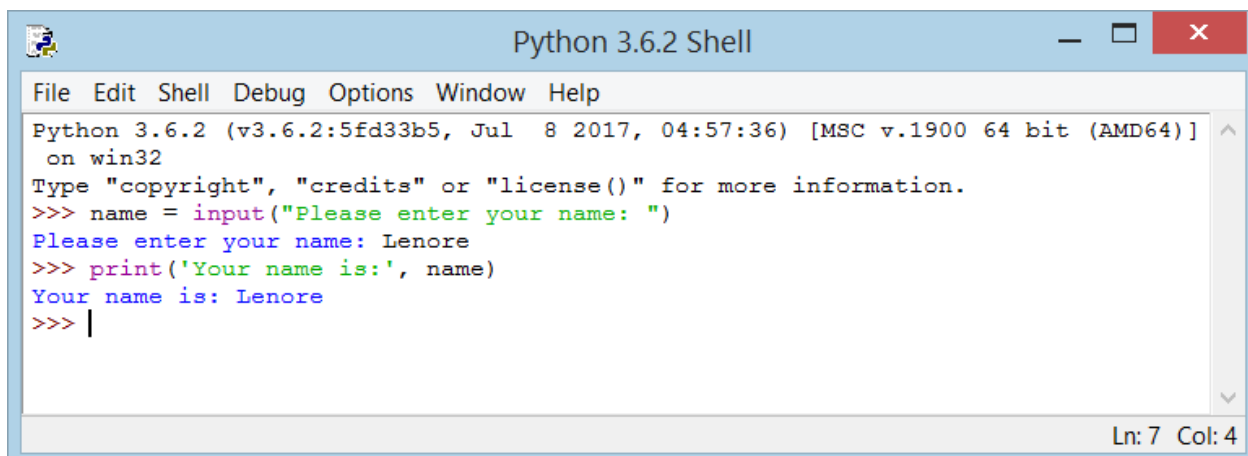 Python 3.6.2 Shell
File Edit Shell Debug Options Window Help
Python 3.6.2 (v3.6.2:5fd33b5, Jul  8 2017, 04:57:36) [MSC v.1900 64 bit (AMD64)]
 on win32
Type "copyright", "credits" or "license()" for more information.
>>> name = input("Please enter your name: ")
Please enter your name: Lenore
>>> print('Your name is:', name)
Your name is: Lenore
>>>
Ln: 7 Col: 4